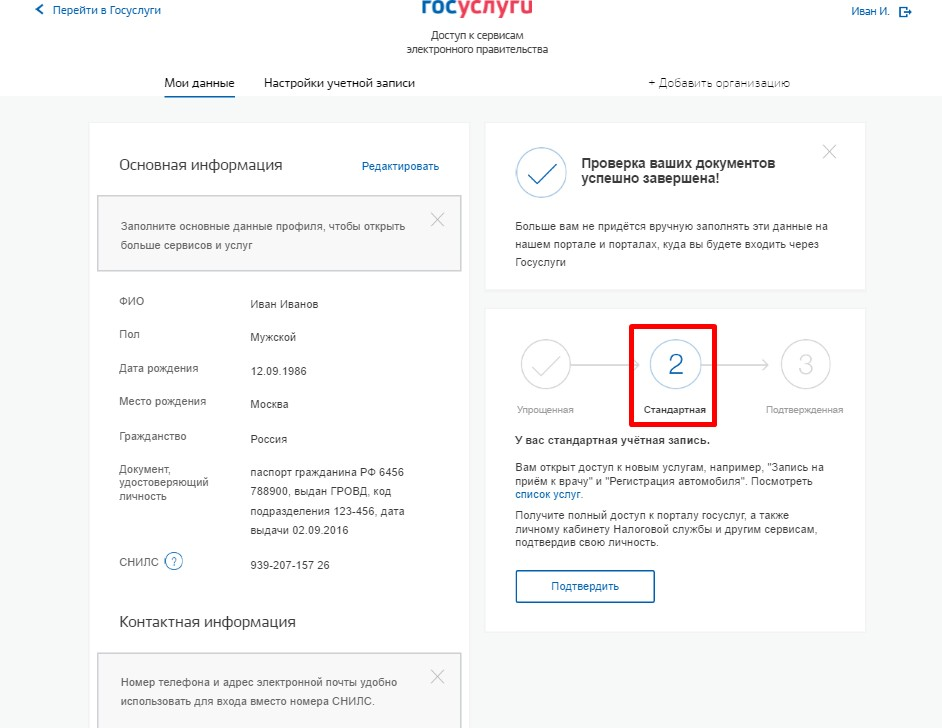 Перейти в Госуслуги
госуслуги
Иван И.
Доступ к сервисам
электронного правительства
Мои данные
Настройки учетной записи
+ Добавить организацию
Основная информация
Редактировать
Заполните основные данные профиля, чтобы открыть
больше сервисов и услуг
ФИО
Иван Иванов
Пол
Мужской
Дата рождения
12.09.1986
Место рождения
Москва
Гражданство
Россия
Документ,
удостоверяющий
личность
паспорт гражданина РФ 6456
788900, выдан ГРОВД, код
подразделения 123-456, дата
выдачи 02.09.2016
СНИЛС ?
939-207-157 26
Контактная информация
Номер телефона и адрес электронной почты удобно
использовать для входа вместо номера СНИЛС.
Проверка ваших документов
успешно завершена!
Больше вам не придётся вручную заполнять эти данные на
нашем портале и порталах, куда вы будете входить через
Госуслуги
2
3
Упрощенная
Стандартная
Подтвержденная
У вас стандартная учётная запись.
Вам открыт доступ к новым услугам, например, "Запись на
приём к врачу" и "Регистрация автомобиля". Посмотреть
список услуг.
Получите полный доступ к порталу госуслуг, а также
личному кабинету Налоговой службы и другим сервисам,
подтвердив свою личность.
Подтвердить